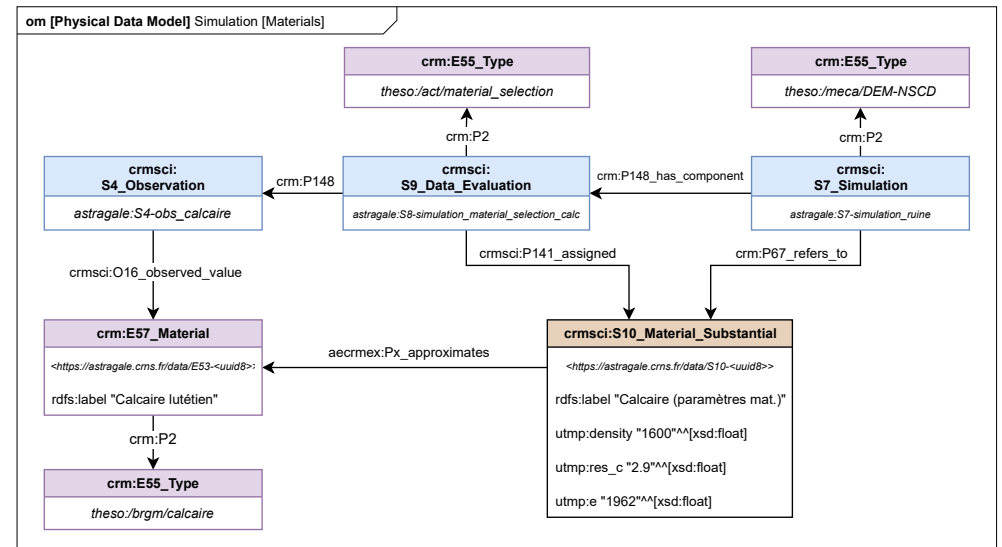 om [Physical Data Model] Simulation [Materials]
crm:E55_Type
theso:/act/material_selection
crm:E55_Type
theso:/meca/DEM-NSCD
crm:P2
crm:P2
crmsci:
S4_Observation
astragale:S4-obs_calcaire
crm:P148
crmsci:
S9_Data_Evaluation
astragale:S8-simulation_material_selection_calc
crm:P148_has_component
crmsci:
S7_Simulation
astragale:S7-simulation_ruine
crmsci:O16_observed_value
crmsci:P141_assigned
crm:P67_refers_to
crm:E57_Material
<https://astragale.crns.fr/data/E53-<uuid8>:
rdfs:label "Calcaire lutétien"
aecrmex:Px_approximates
crmsci:S10_Material_Substantial
<https://astragale.crns.fr/data/S10-<uuid8>>
rdfs:label "Calcaire (paramètres mat.)"
utmp:density "1600"^^[xsd:float]
utmp:res_c "2.9"^^[xsd:float]
utmp:e "1962"^^[xsd:float]
crm:P2
crm:E55_Type
theso:/brgm/calcaire